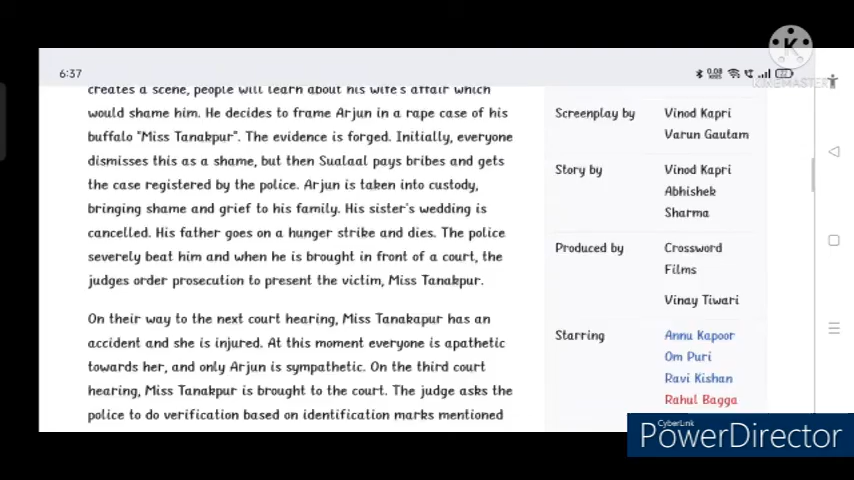 6:37
0.08
22
KINEMASTER
creates a scene, people will learn about his wife's affair which
would shame him. He decides to frame Arjun in a rape case of his
buffalo "Miss Tanakpur". The evidence is forged. Initially, everyone
dismisses this as a shame, but then Sualaal pays bribes and gets
the case registered by the police. Arjun is taken into custody,
bringing shame and grief to his family. His sister's wedding is
cancelled. His father goes on a hunger strike and dies. The police
severely beat him and when he is brought in front of a court, the
judges order prosecution to present the victim, Miss Tanakpur.
On their way to the next court hearing, Miss Tanakapur has an
accident and she is injured. At this moment everyone is apathetic
towards her, and only Arjun is sympathetic. On the third court
hearing, Miss Tanakpur is brought to the court. The judge asks the
police to do verification based on identification marks mentioned
Screenplay by
Vinod Kapri
Varun Gautam
Story by
Vinod Kapri
Abhishek
Sharma
Produced by
Crossword
Films
Vinay Tiwari
Starring
Annu Kapoor
Om Puri
Ravi Kishan
Rahul Bagga
CyberLink
PowerDirector